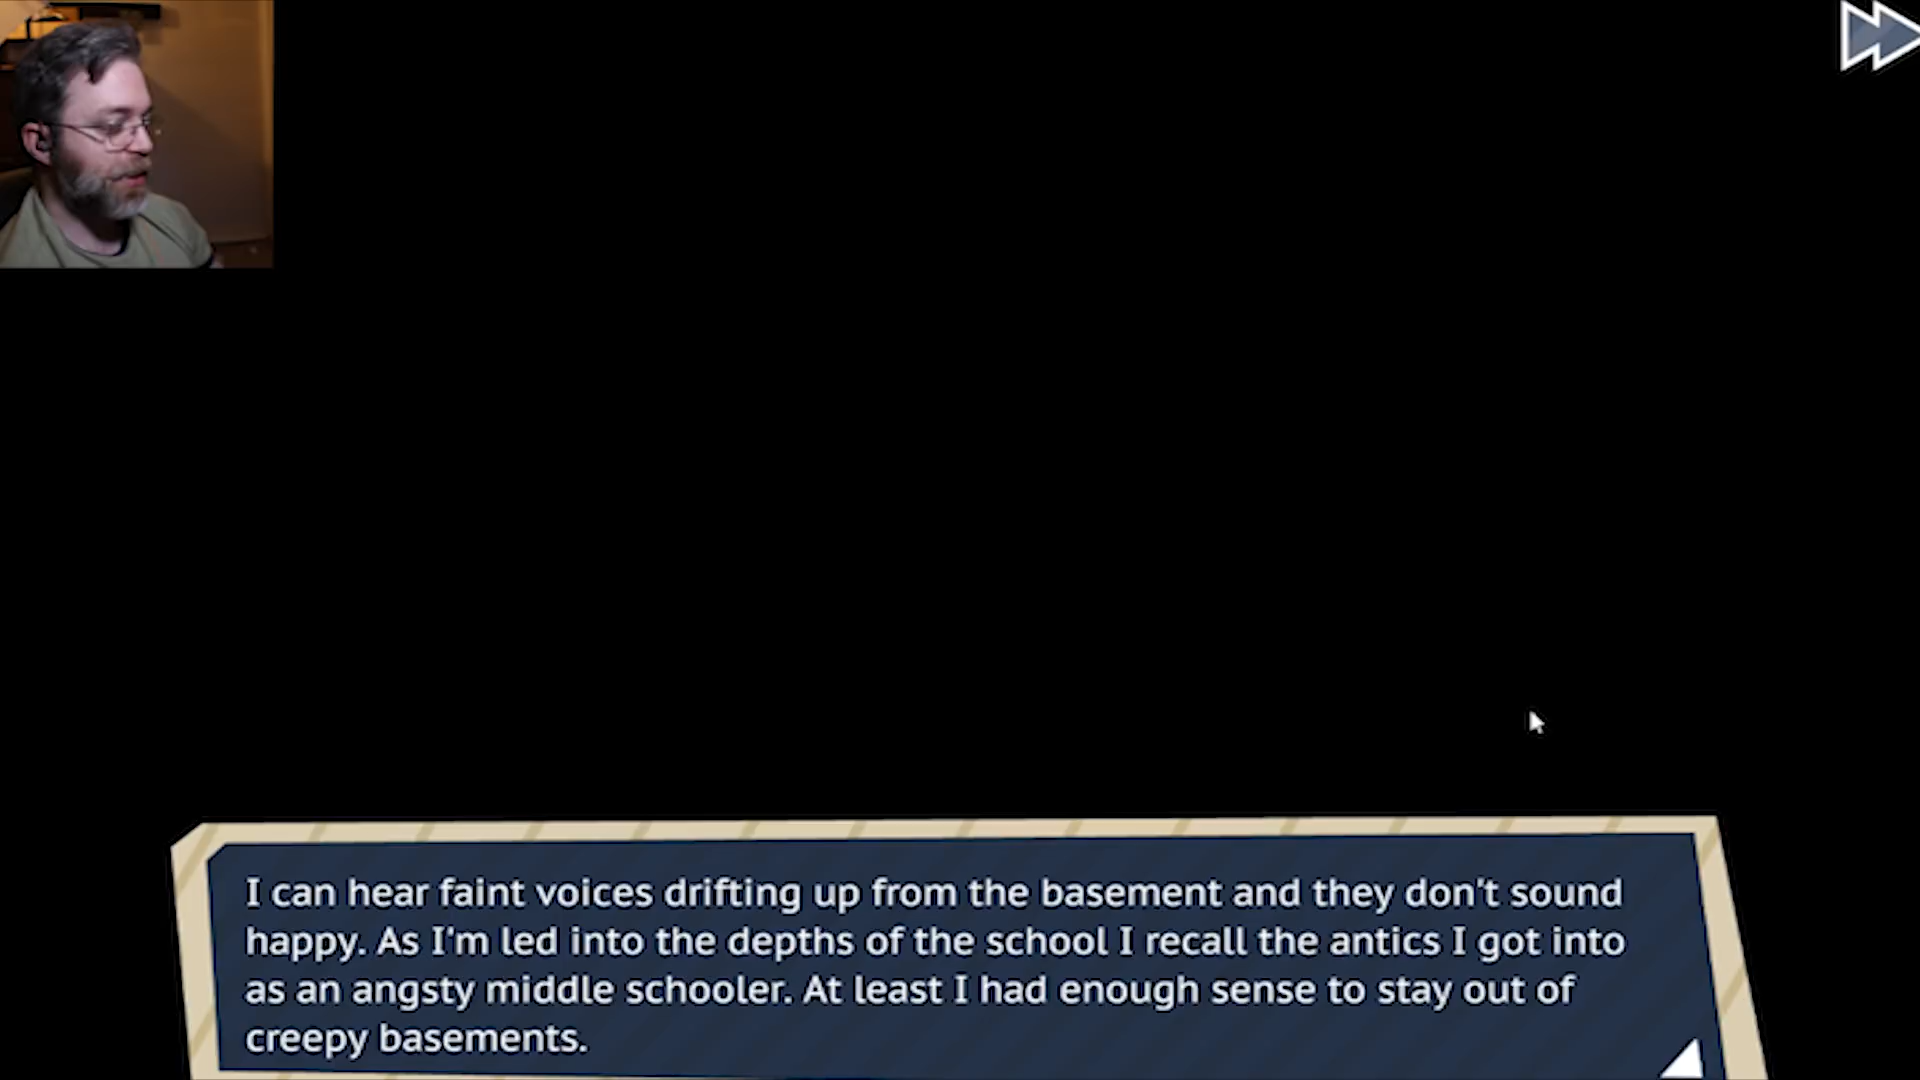 I can hear faint voices drifting up from the basement and they don't sound
happy. As I'm led into the depths of the school I recall the antics I got into
as an angsty middle schooler. At least I had enough sense to stay out of
creepy basements.